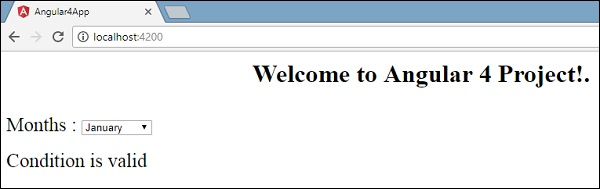 Angular4App
localhost:4200
Welcome to Angular 4 Project!.
Months : January
Condition is valid